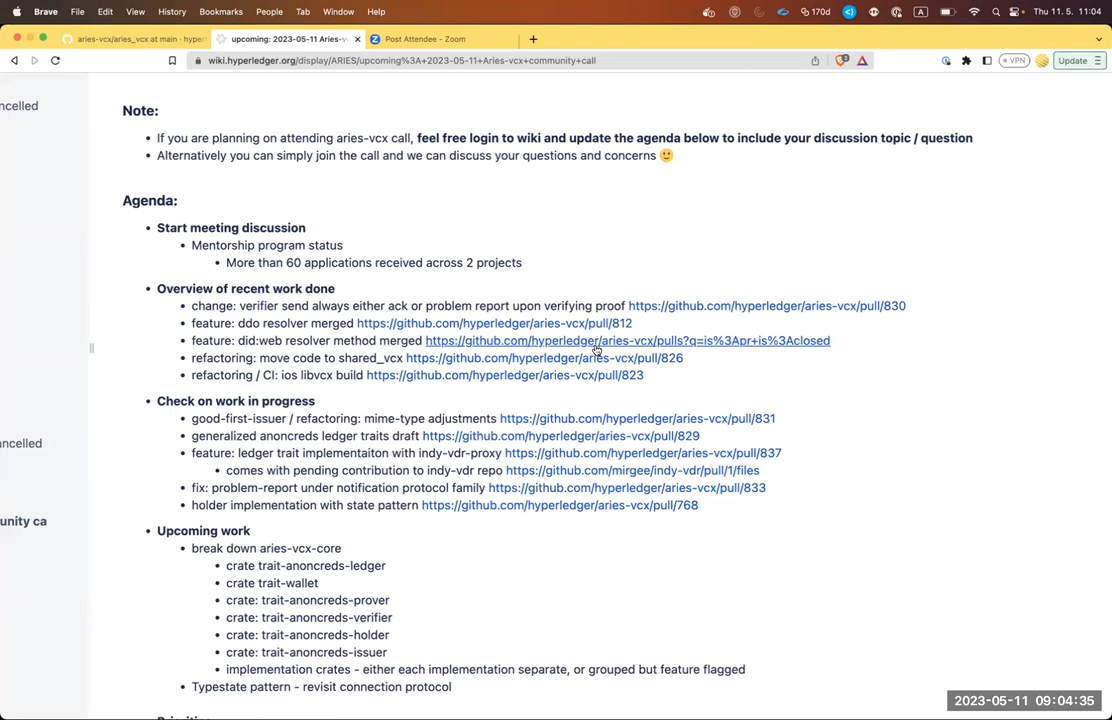 Brave File Edit View History Bookmarks People Tab Window Help 170d A Thu 11. 5. 11:04
aries-vcx/aries_vcx at main · hyper upcoming: 2023-05-11 Aries-v Post Attendee - Zoom
wiki.hyperledger.org/display/ARIES/upcoming%3A+2023-05-11+Aries-vcx+community+call 2 VPN Update
ncelled
Note:
• If you are planning on attending aries-vcx call, feel free login to wiki and update the agenda below to include your discussion topic / question
• Alternatively you can simply join the call and we can discuss your questions and concerns 🙂
Agenda:
• Start meeting discussion
• Mentorship program status
• More than 60 applications received across 2 projects
• Overview of recent work done
• change: verifier send always either ack or problem report upon verifying proof https://github.com/hyperledger/aries-vcx/pull/830
• feature: ddo resolver merged https://github.com/hyperledger/aries-vcx/pull/812
• feature: did:web resolver method merged https://github.com/hyperledger/aries-vcx/pulls?q=is%3Apr+is%3Aclosed
• refactoring: move code to shared_vcx https://github.com/hyperledger/aries-vcx/pull/826
• refactoring / CI: ios libvcx build https://github.com/hyperledger/aries-vcx/pull/823
• Check on work in progress
• good-first-issuer / refactoring: mime-type adjustments https://github.com/hyperledger/aries-vcx/pull/831
• generalized anoncreds ledger traits draft https://github.com/hyperledger/aries-vcx/pull/829
• feature: ledger trait implementaiton with indy-vdr-proxy https://github.com/hyperledger/aries-vcx/pull/837
• comes with pending contribution to indy-vdr repo https://github.com/mirgee/indy-vdr/pull/1/files
ncelled
• fix: problem-report under notification protocol family https://github.com/hyperledger/aries-vcx/pull/833
• holder implementation with state pattern https://github.com/hyperledger/aries-vcx/pull/768
unity ca
• Upcoming work
• break down aries-vcx-core
• crate trait-anoncreds-ledger
• crate trait-wallet
• crate: trait-anoncreds-prover
• crate: trait-anoncreds-verifier
• crate: trait-anoncreds-holder
• crate: trait-anoncreds-issuer
• implementation crates - either each implementation separate, or grouped but feature flagged
• Typestate pattern - revisit connection protocol
2023-05-11 09:04:35